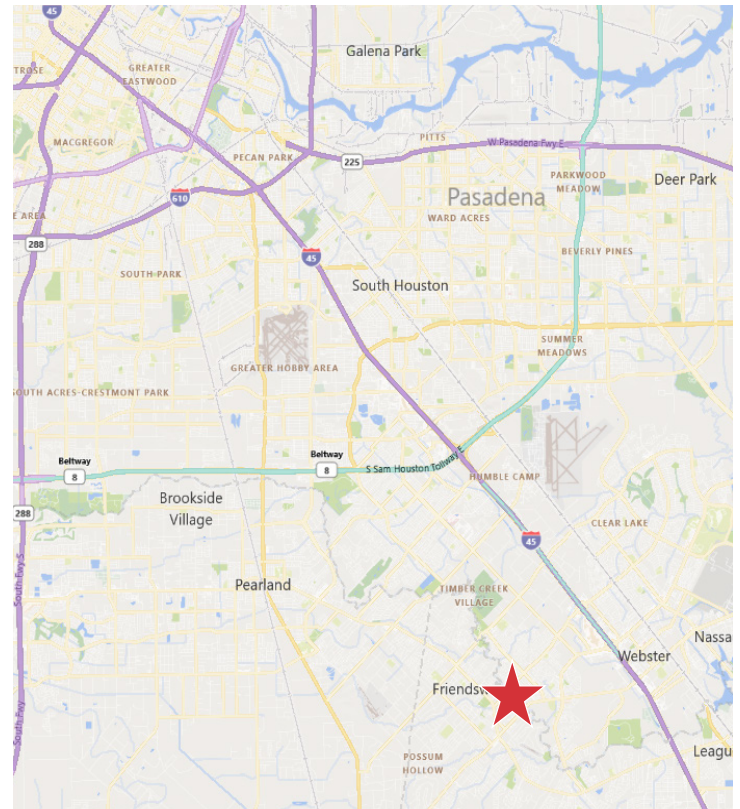 45
Galena Park
TROSE
GREATER
EASTWOOD
MACGREGOR
PECAN PARK
PITTS
W Pasadena Fwy E
225
PARKWOOD
MEADOW
Deer Park
610
Pasadena
WARD ACRES
E AREA
288
45
BEVERLY PINES
SOUTH PARK
South Houston
SUMMER
MEADOWS
GREATER HOBBY AREA
OUTH ACRES-CRESTMONT PARK
Beltway
8
Beltway
8
S Sam Houston Tollway E
HUMBLE CAMP
Brookside
Village
288
CLEAR LAKE
45
South Fwy S
Pearland
TIMBER CREEK
VILLAGE
Nassa
Webster
Friendsw
South Fwy
POSSUM
HOLLOW
Leagu